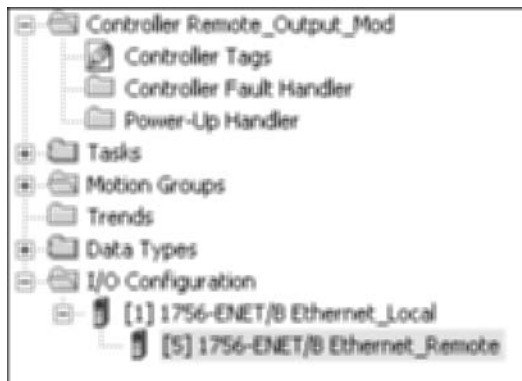 Controller Remote_Output_Mod
Controller Tags
Controller Fault Handler
Power-Up Handler
Tasks
Motion Groups
Trends
Data Types
I/O Configuration
[1] 1756-ENET/B Ethernet_Local
[5] 1756-ENET/B Ethernet_Remote